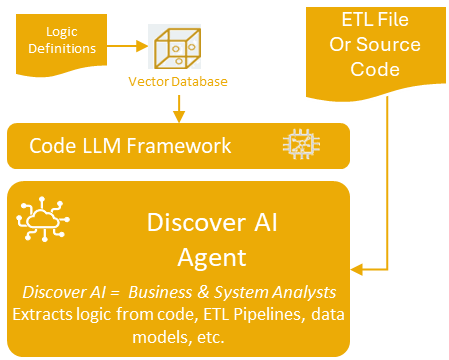 Logic
Definitions
Vector Database
ETL File
Or Source
Code
Code LLM Framework
Discover AI
Agent
Discover AI = Business & System Analysts
Extracts logic from code, ETL Pipelines, data
models, etc.